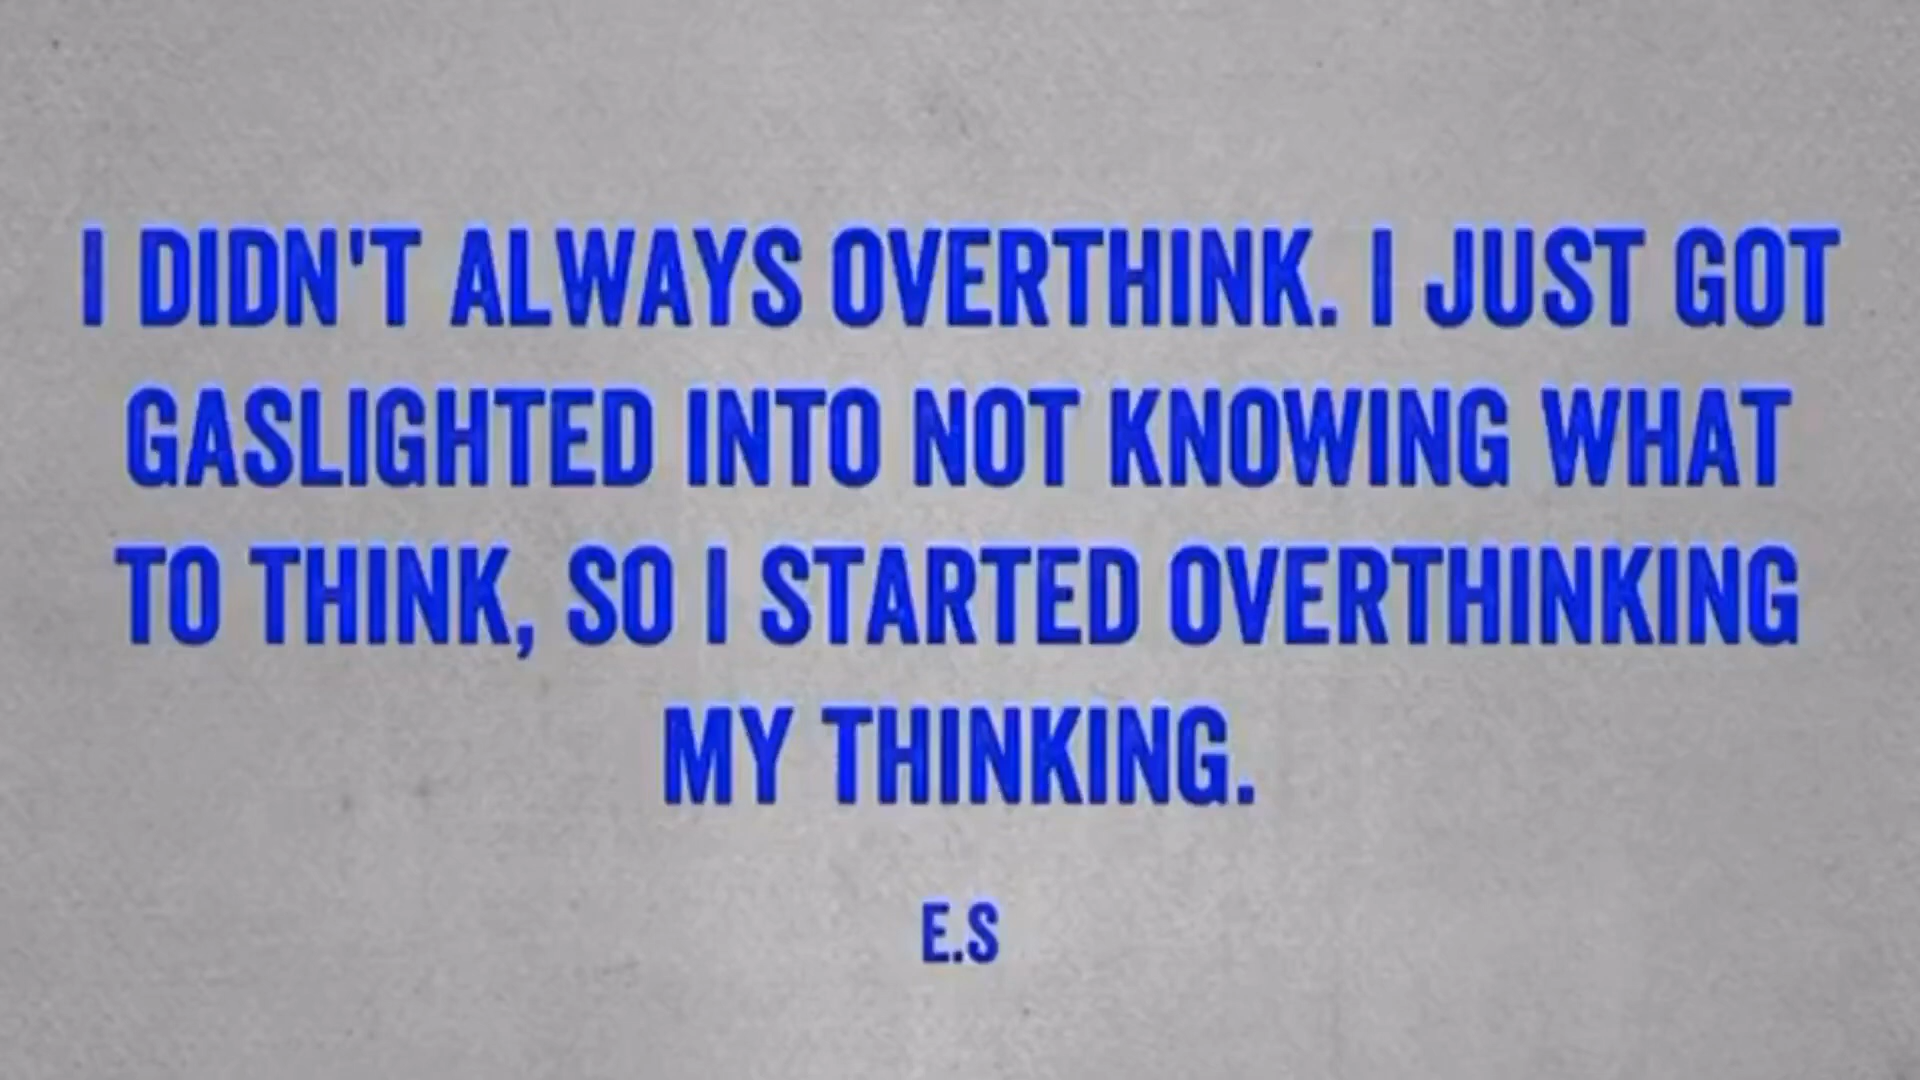 I DIDN'T ALWAYS OVERTHINK. I JUST GOT
GASLIGHTED INTO NOT KNOWING WHAT
TO THINK, SO I STARTED OVERTHINKING
MY THINKING.
E.S